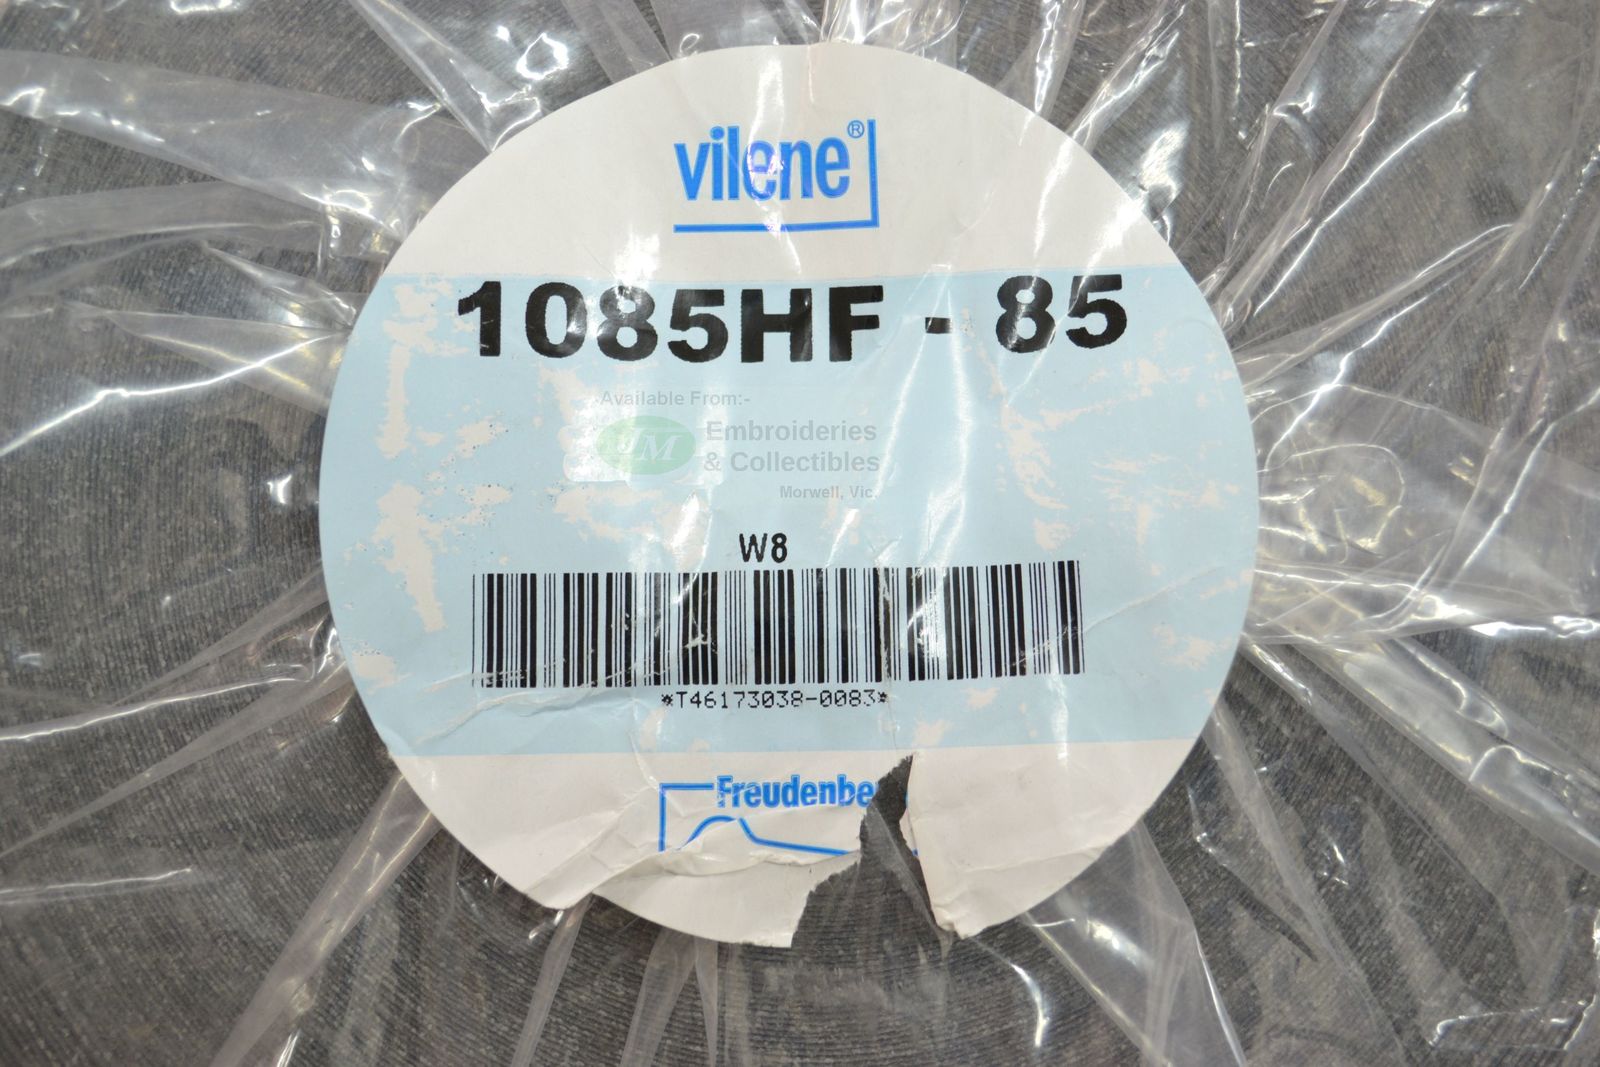 vilene®
1085HF - 85
Available From:-
JM Embroideries
& Collectibles
Morwell, Vic.
W8
*T46173038-0083*
Freudenbe